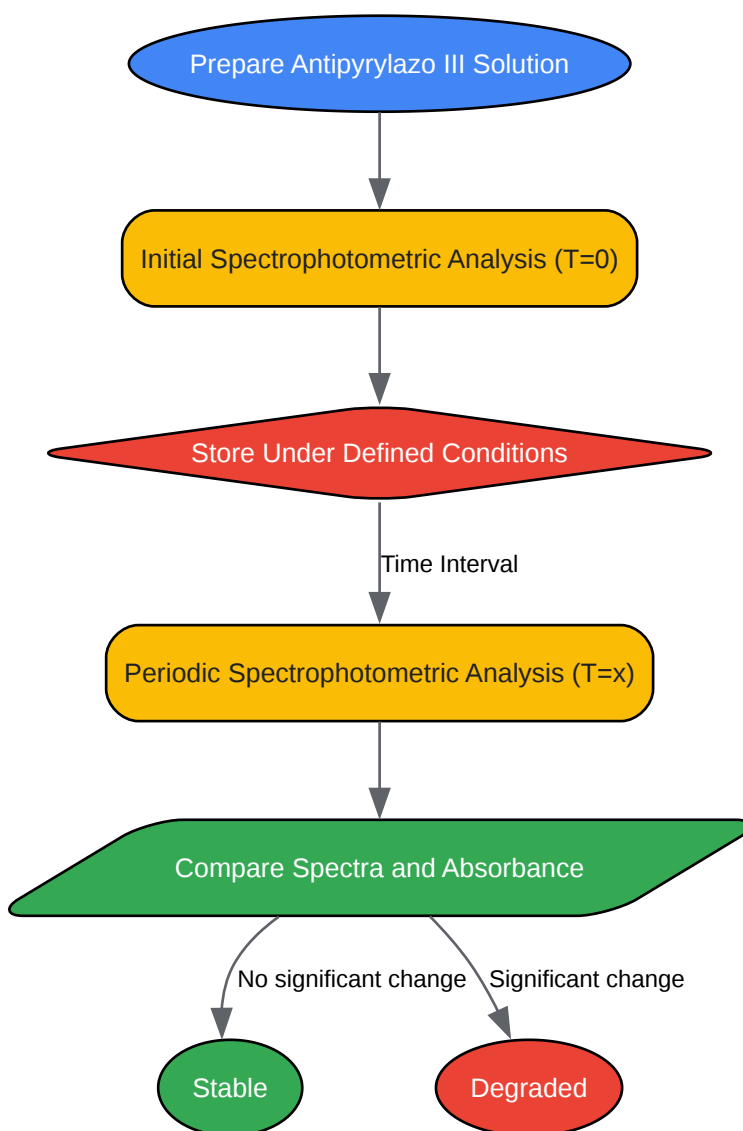 Prepare Antipyrylazo III Solution
Initial Spectrophotometric Analysis (T=0)
Store Under Defined Conditions
Time Interval
Periodic Spectrophotometric Analysis (T=x)
Compare Spectra and Absorbance
No significant change
Significant change
Stable
Degraded